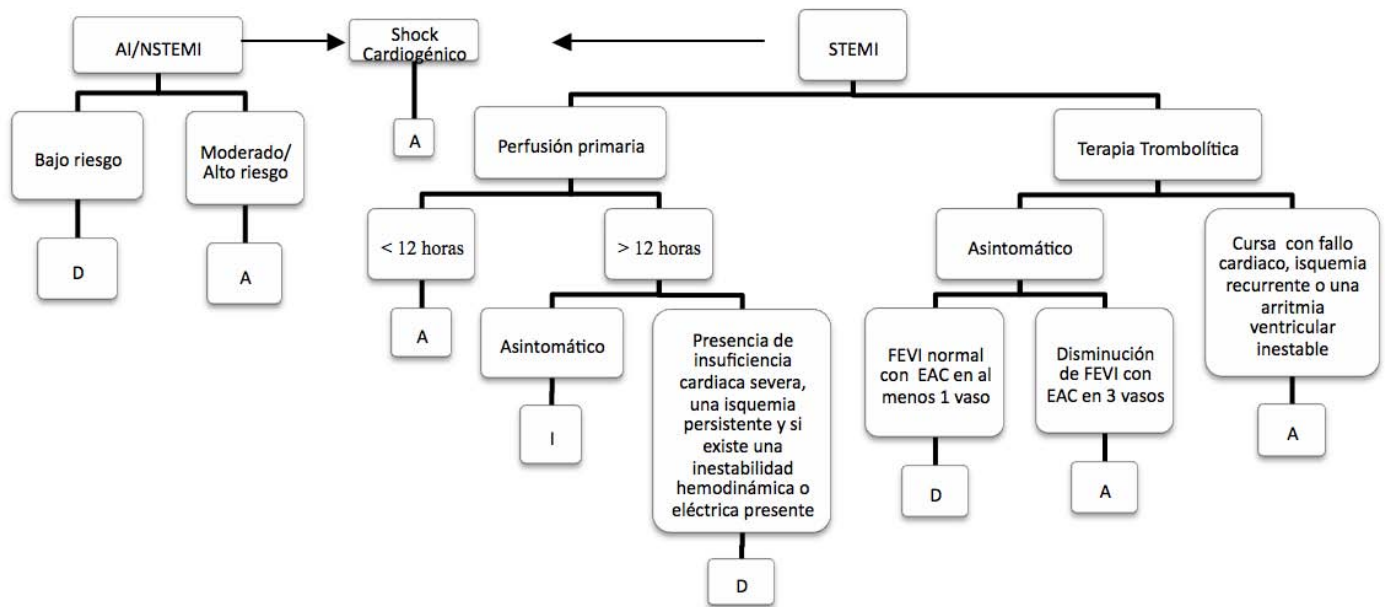 AI/NSTEMI
Shock
Cardiogénico
STEMI
A
Bajo riesgo
Moderado/
Alto riesgo
D
A
Perfusión primaria
Terapia Trombolítica
< 12 horas
> 12 horas
A
Asintomático
I
Presencia de
insuficiencia
cardiaca severa,
una isquemia
persistente y si
existe una
inestabilidad
hemodinámica o
eléctrica presente
D
Asintomático
FEVI normal
con EAC en al
menos 1 vaso
D
Disminución
de FEVI con
EAC en 3 vasos
A
Cursa con fallo
cardiaco, isquemia
recurrente o una
arritmia
ventricular
inestable
A